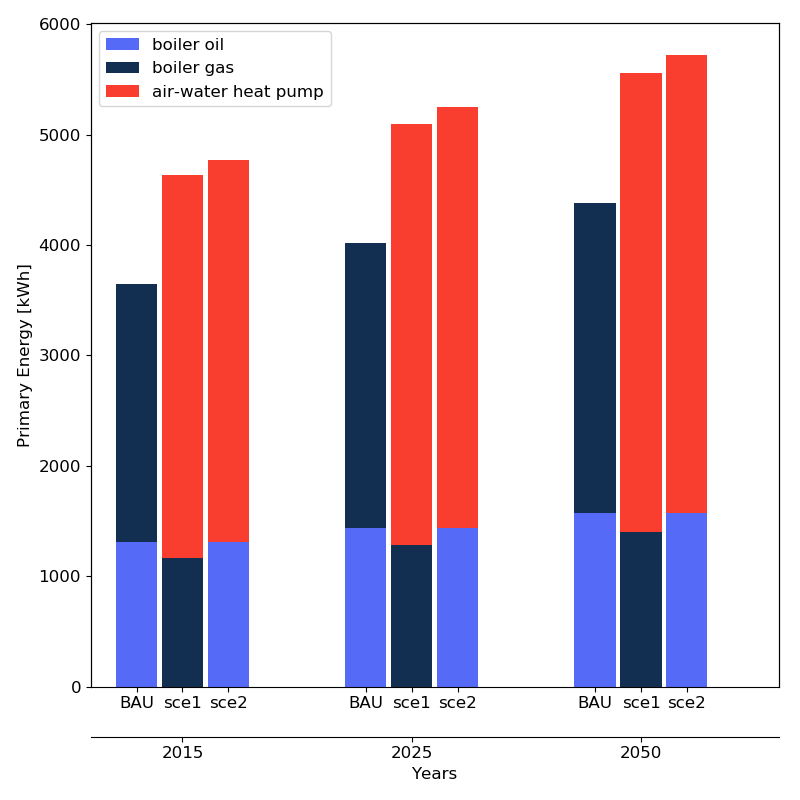 6000
5000
4000
3000
2000
1000
0
Primary Energy [kWh]
boiler oil
boiler gas
air-water heat pump
BAU sce1 sce2 BAU sce1 sce2 BAU sce1 sce2
2015 2025 2050
Years